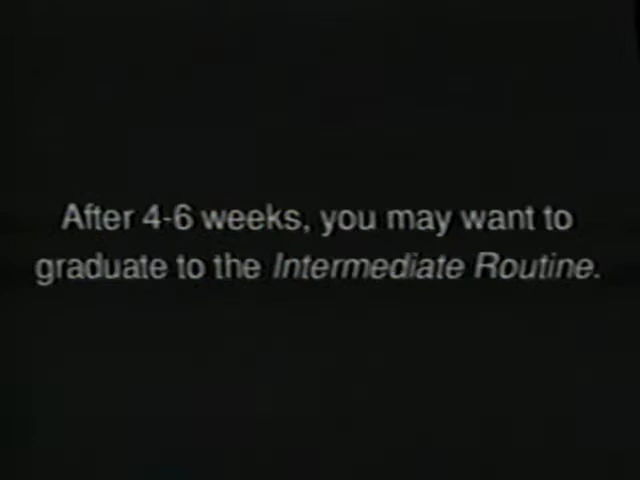 After 4-6 weeks, you may want to
graduate to the Intermediate Routine.